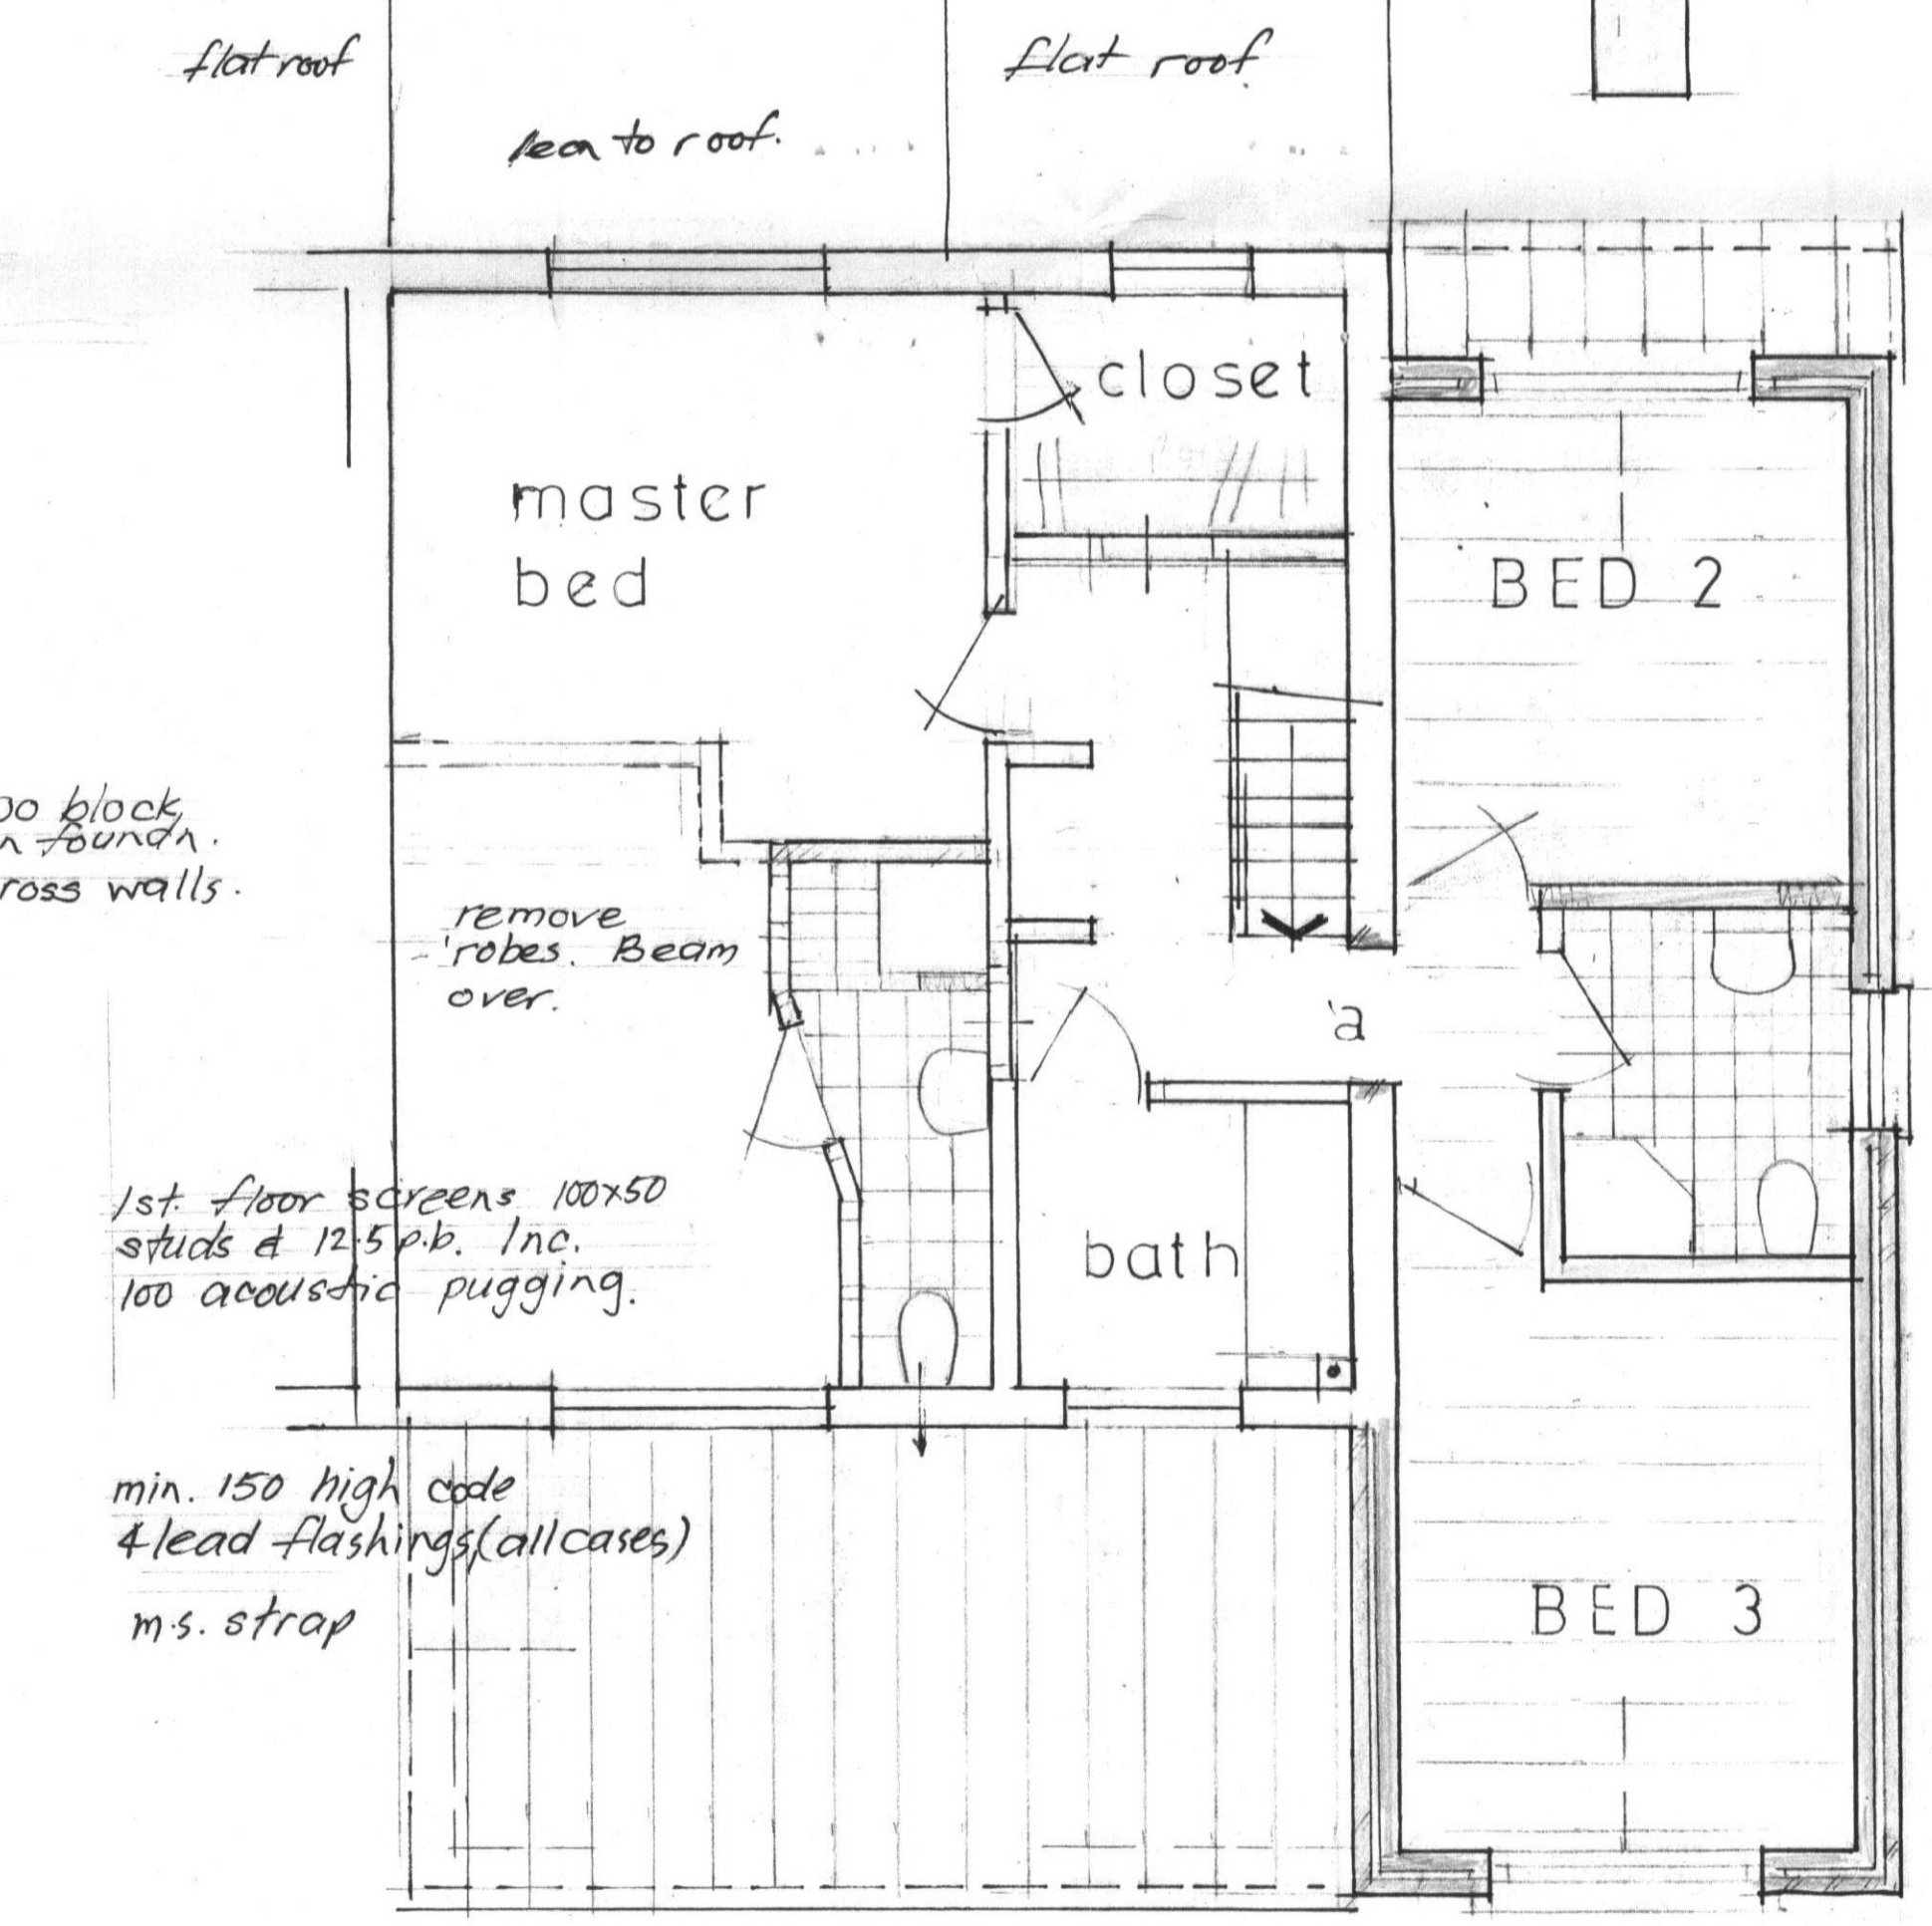 flat roof
flat roof
lean to roof.
closet
master
bed
BED 2
block,
foundn.
walls.
remove
'robes. Beam
over.
'a
1st. floor screens 100x50
studs & 12.5 p.b. Inc.
100 acoustic pugging.
bath
min. 150 high code
4 lead flashings,(all cases)
m.s. strap
BED 3